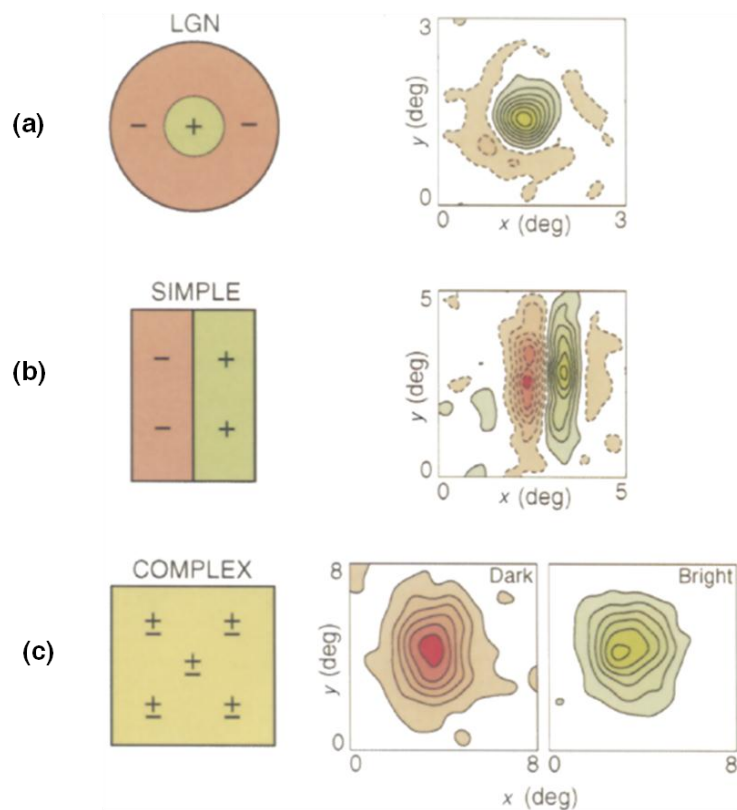 LGN
(a)
− + −
3
y (deg)
0
0 3
x (deg)
SIMPLE
(b)
− +
− +
5
y (deg)
0
0 5
x (deg)
COMPLEX
(c)
± ±
±
± ±
8
Dark
Bright
y (deg)
0
0 8 0 8
x (deg)